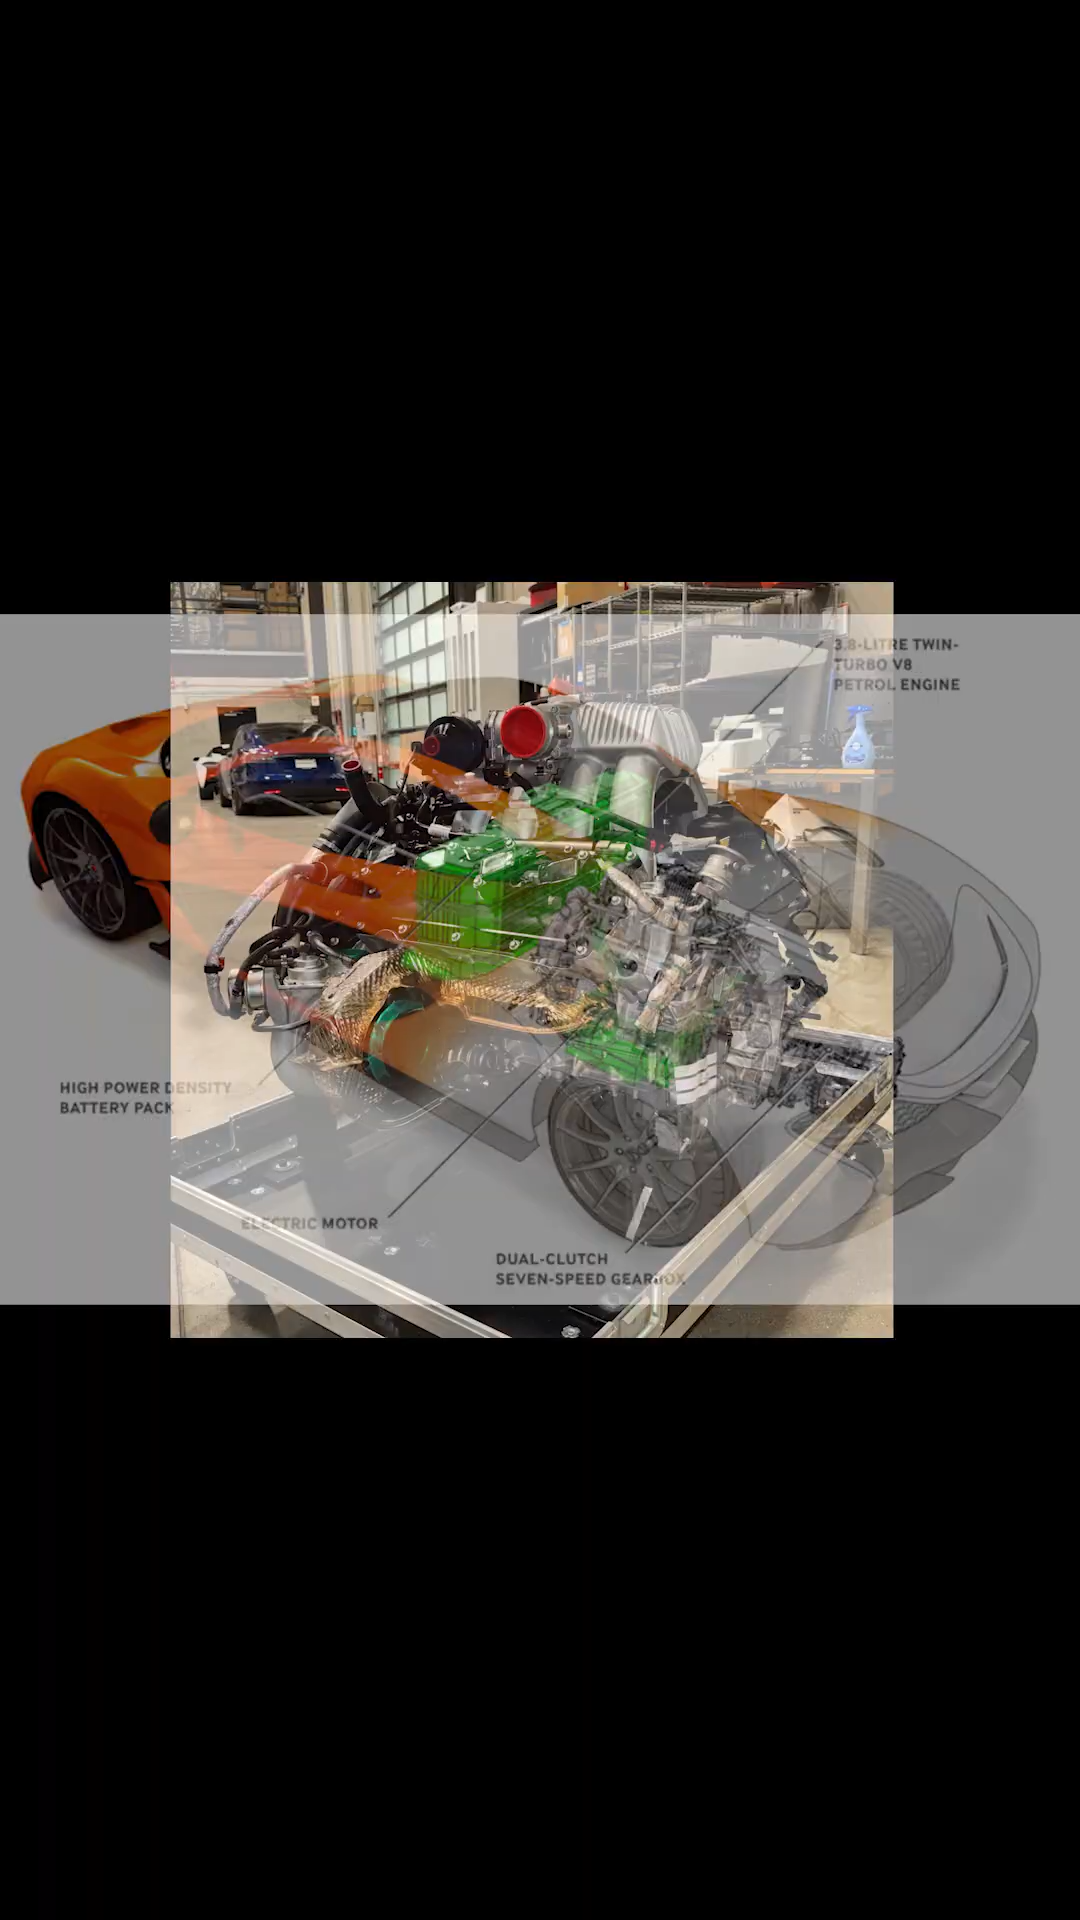 3.8-LITRE TWIN-
TURBO V8
PETROL ENGINE
HIGH POWER DENSITY
BATTERY PACK
ELECTRIC MOTOR
DUAL-CLUTCH
SEVEN-SPEED GEARBOX